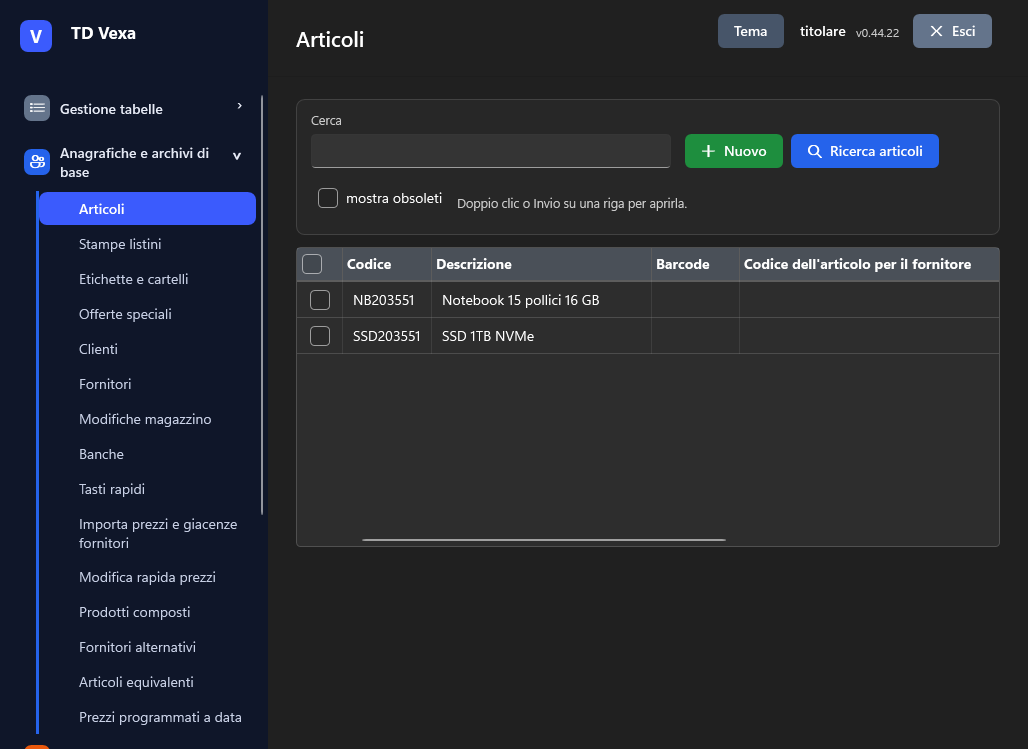 V
TD Vexa
Gestione tabelle
Anagrafiche e archivi di
base
Articoli
Stampe listini
Etichette e cartelli
Offerte speciali
Clienti
Fornitori
Modifiche magazzino
Banche
Tasti rapidi
Importa prezzi e giacenze
fornitori
Modifica rapida prezzi
Prodotti composti
Fornitori alternativi
Articoli equivalenti
Prezzi programmati a data
Articoli
Tema
titolare
v0.44.22
Esci
Cerca
Nuovo
Ricerca articoli
mostra obsoleti
Doppio clic o Invio su una riga per aprirla.
Codice Descrizione Barcode Codice dell'articolo per il fornitore
NB203551 Notebook 15 pollici 16 GB
SSD203551 SSD 1TB NVMe